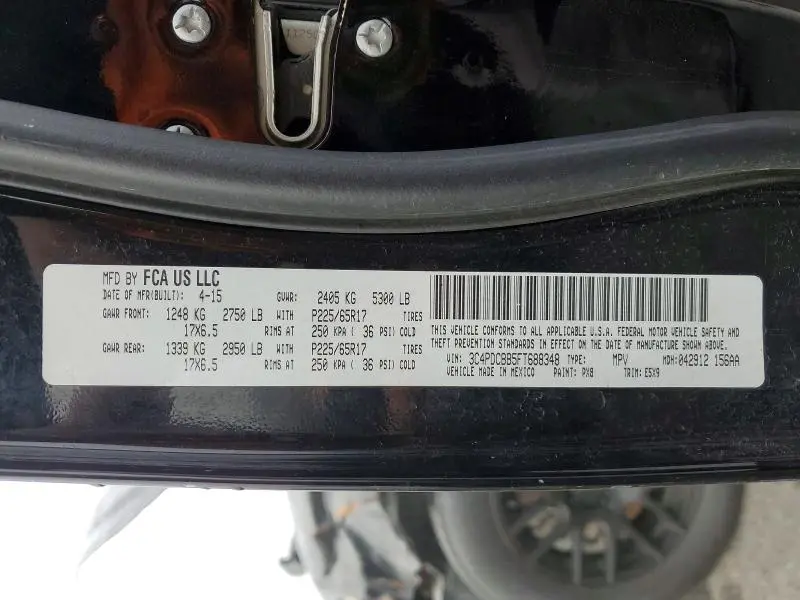 MFD BY FCA US LLC
DATE OF MFR(BUILT): 4-15 GVWR: 2405 KG 5300 LB
GAWR FRONT: 1248 KG 2750 LB WITH P225/65R17 TIRES
17X6.5 RIMS AT 250 KPA ( 36 PSI) COLD
GAWR REAR: 1339 KG 2950 LB WITH P225/65R17 TIRES
17X6.5 RIMS AT 250 KPA ( 36 PSI) COLD
THIS VEHICLE CONFORMS TO ALL APPLICABLE U.S.A. FEDERAL MOTOR VEHICLE SAFETY AND
THEFT PREVENTION STANDARDS IN EFFECT ON THE DATE OF MANUFACTURE SHOWN ABOVE.
VIN: 3C4PDCBB5FT688348 TYPE: MPV MDH:042912 156AA
VEHICLE MADE IN MEXICO PAINT: PX8 TRIM: E5X9